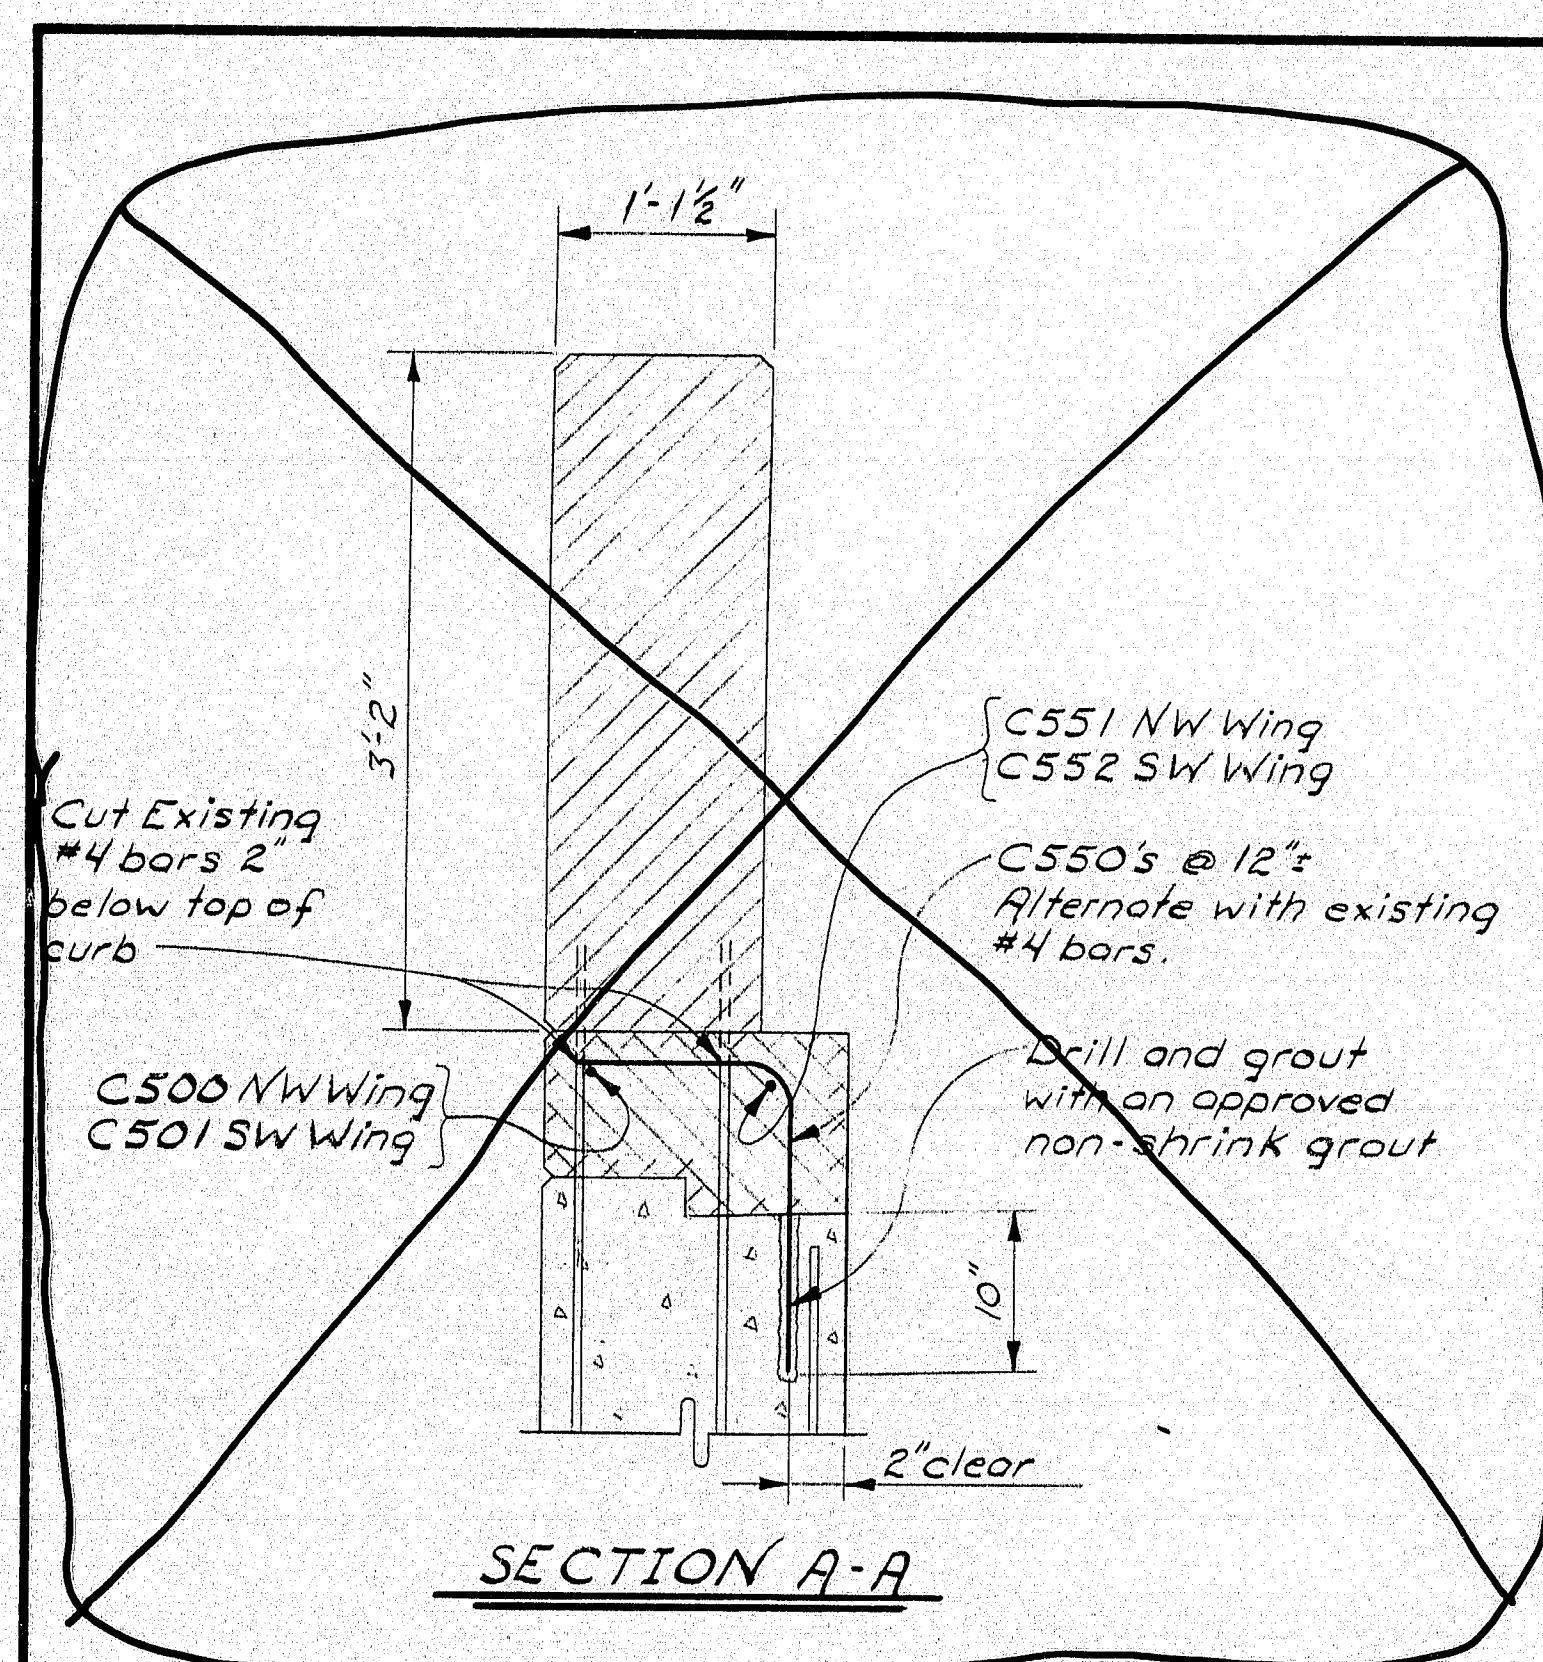 1'-1½"
3'-2"
C551 NW Wing
C552 SW Wing
Cut Existing
#4 bars 2"
below top of
curb
C550's @ 12"±
Alternate with existing
#4 bars.
Drill and grout
with an approved
non-shrink grout
C500 NW Wing
C501 SW Wing
10"
2" clear
SECTION A-A